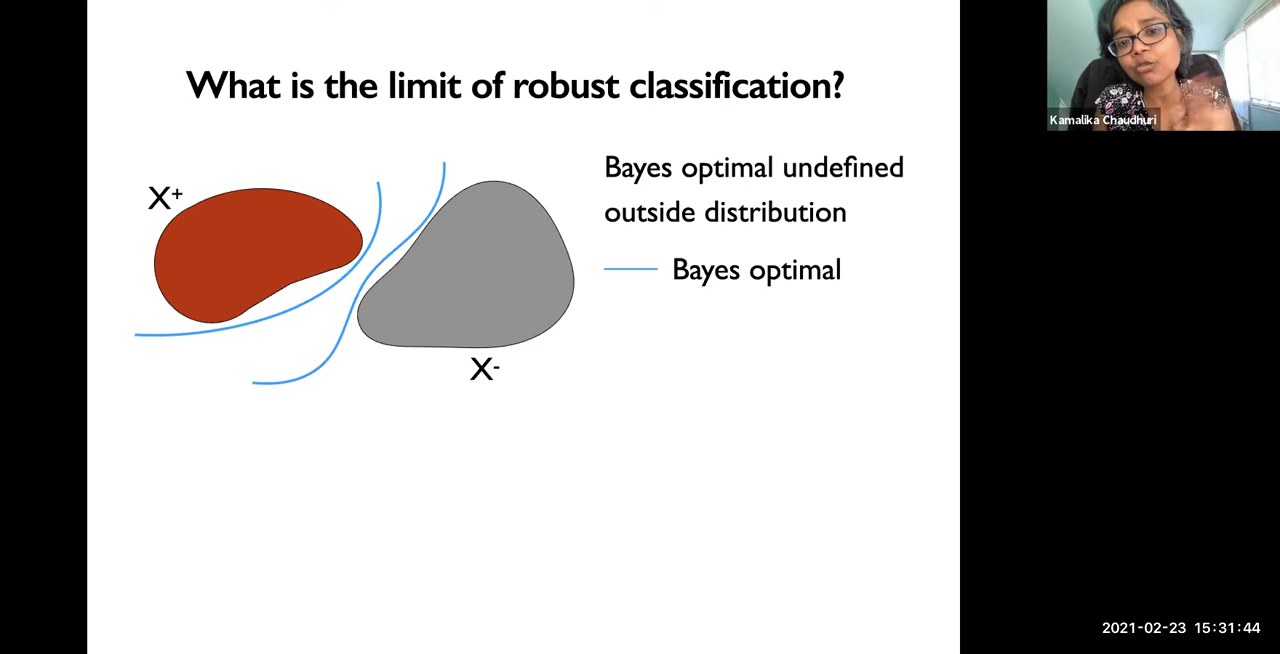 What is the limit of robust classification?
X+
Bayes optimal undefined
outside distribution
Bayes optimal
X-
Kamalika Chaudhuri
2021-02-23 15:31:44